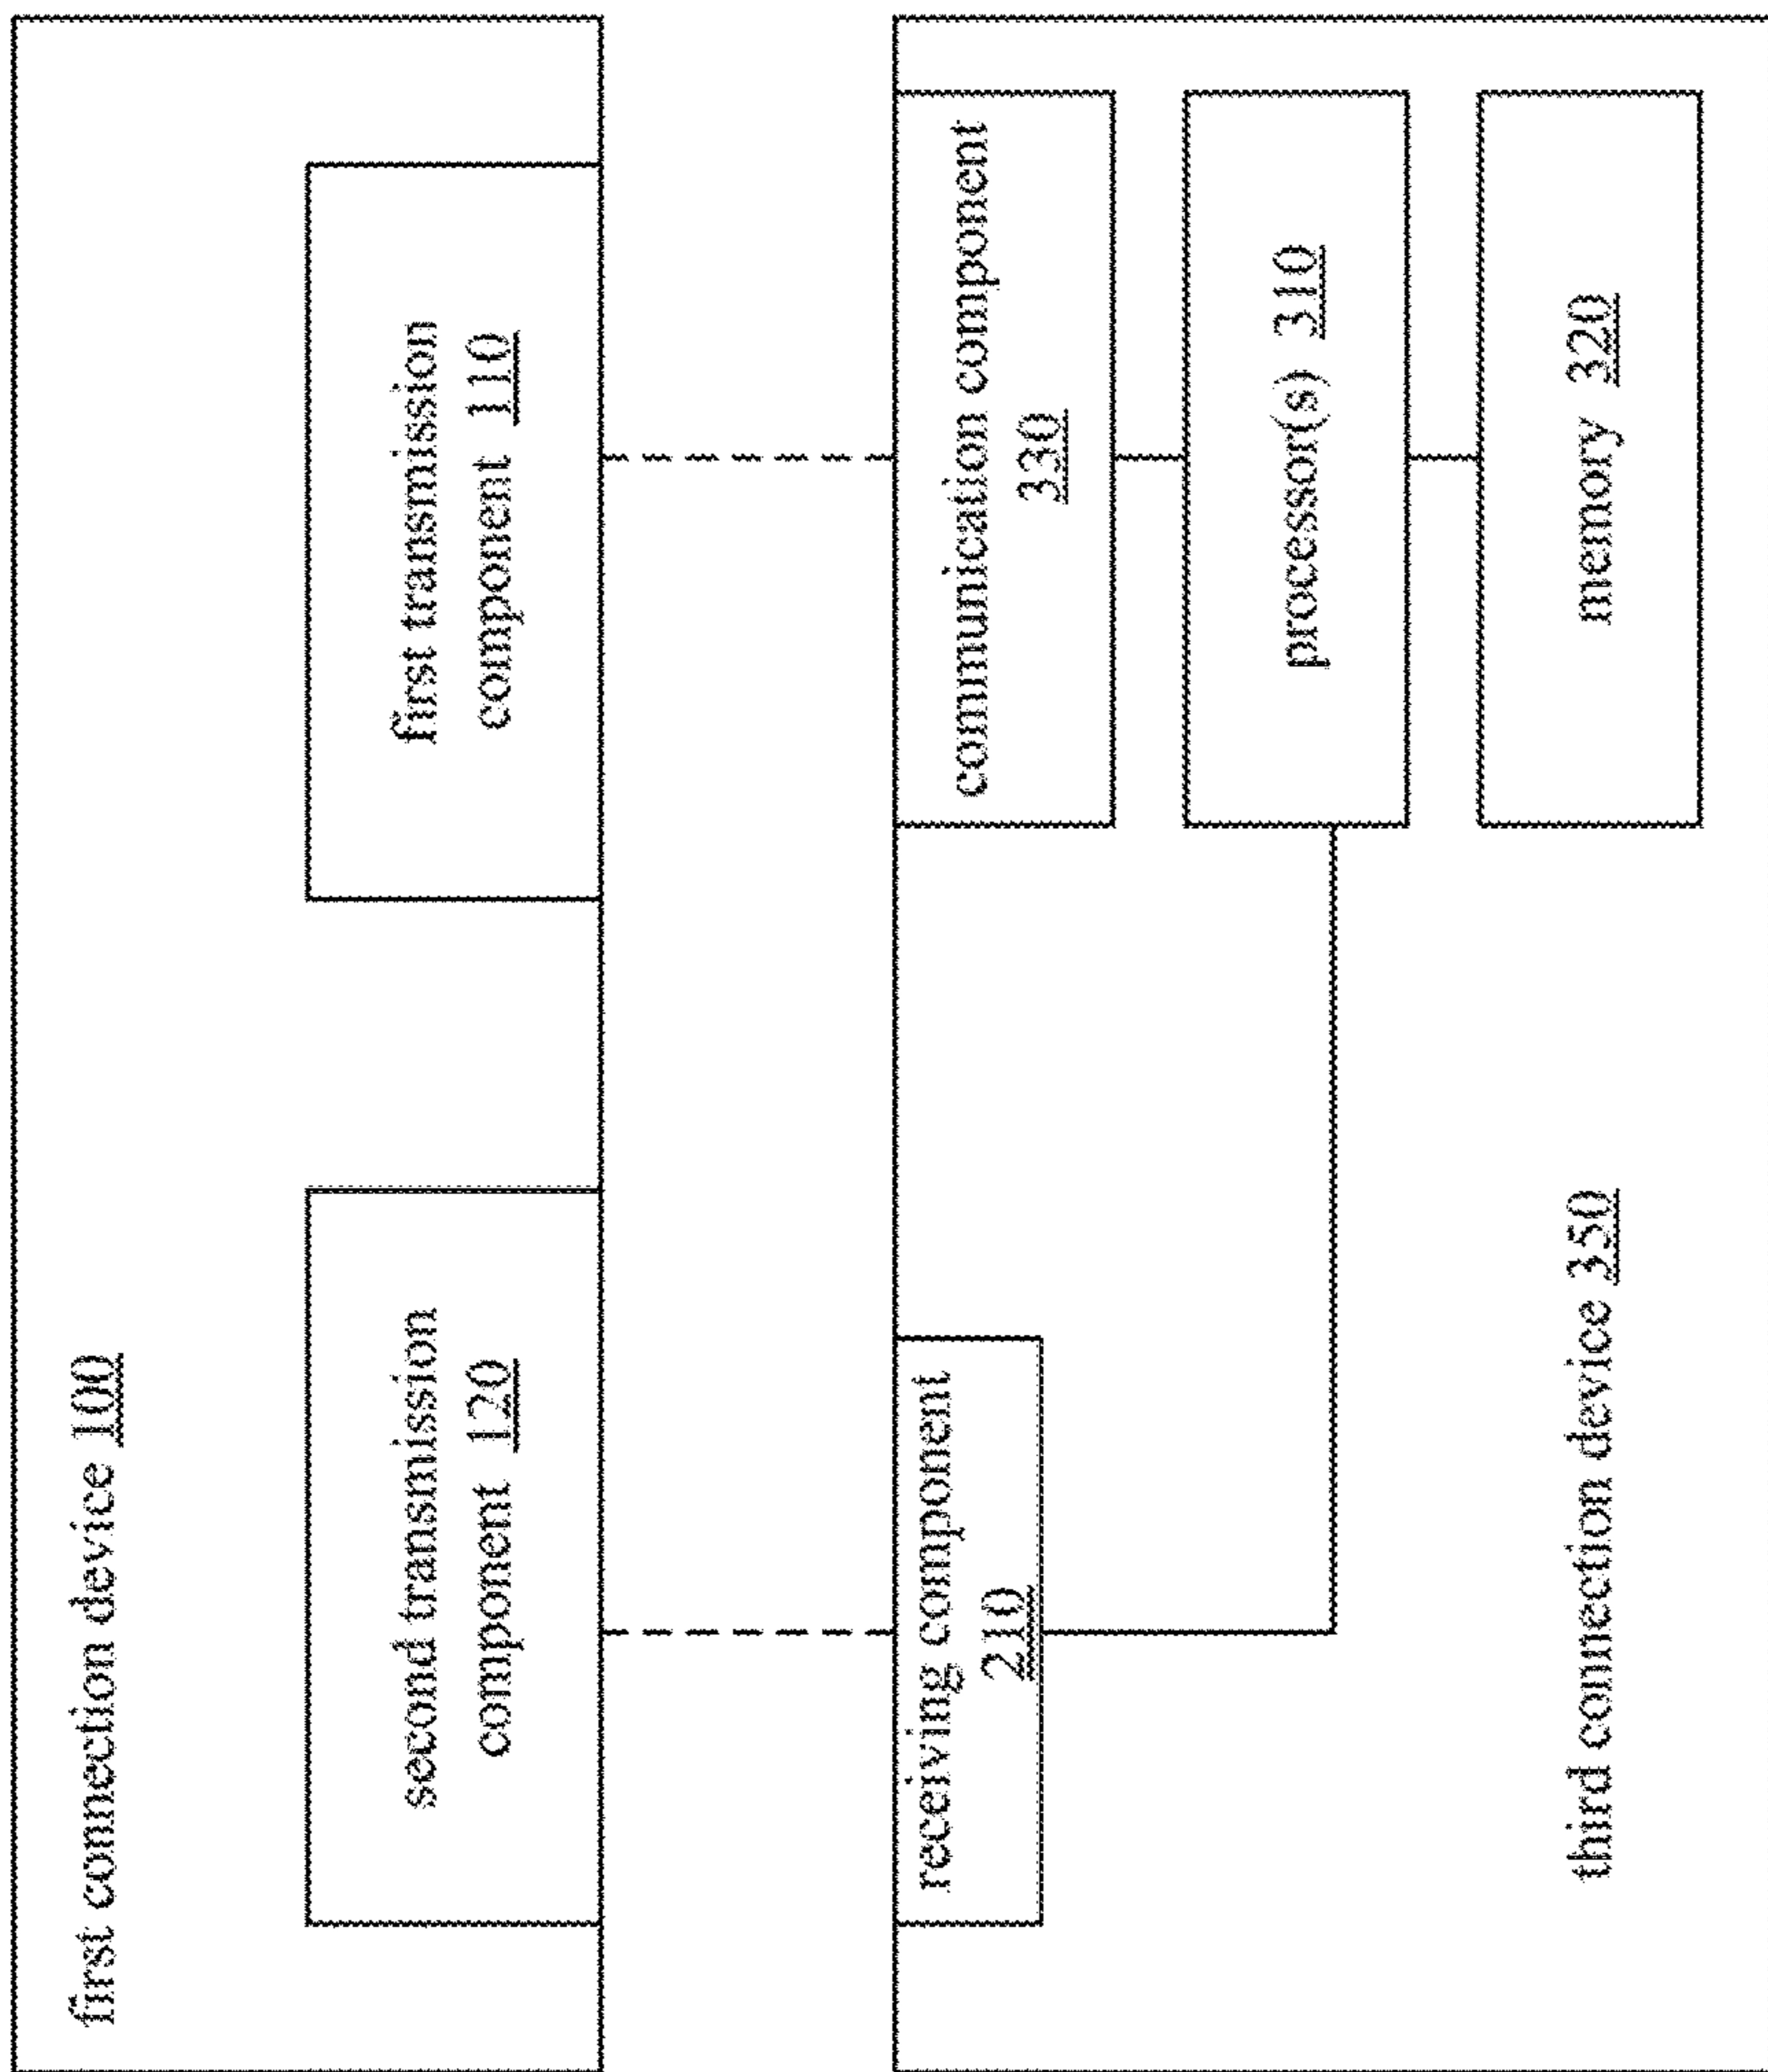 first connection device 100
second transmission
component 120
first transmission
component 110
receiving component
210
communication component
330
processor(s) 310
memory 320
third connection device 350